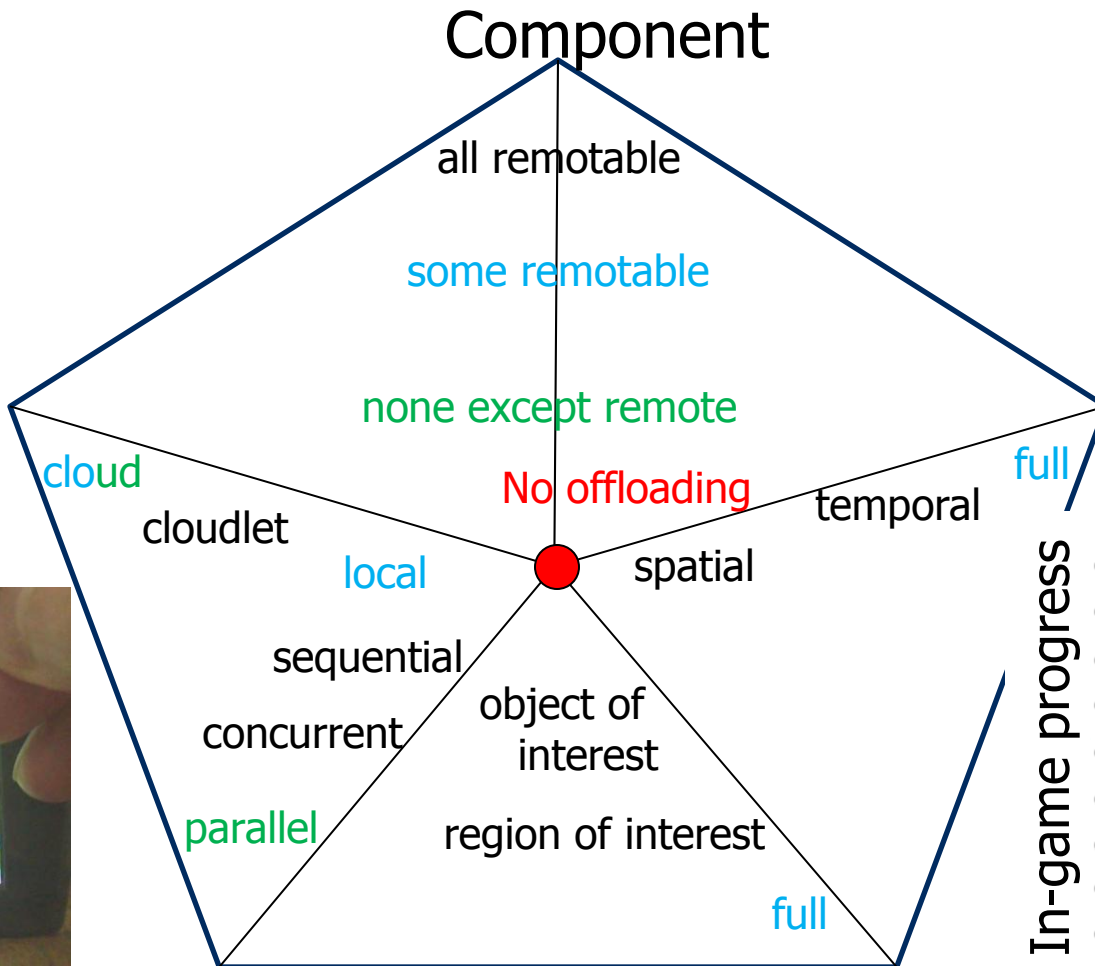 Component
all remotable
some remotable
none except remote
No offloading
full
cloud
temporal
cloudlet
spatial
local
sequential
object of
interest
concurrent
parallel
region of interest
full
In-game progress